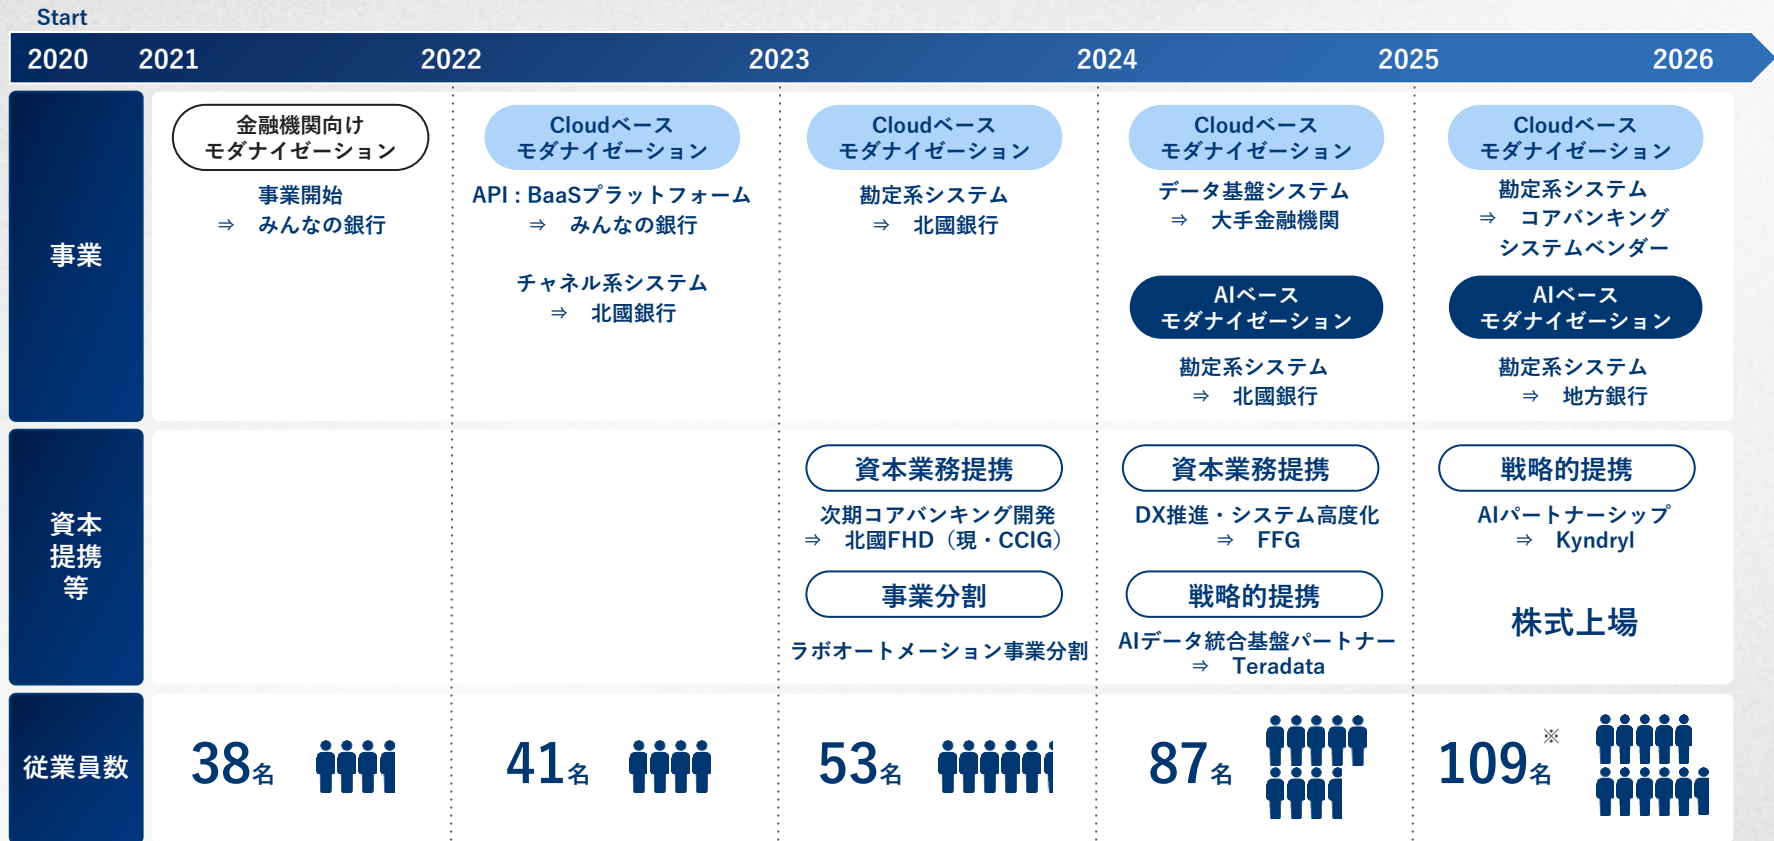 Start
2020 2021 2022 2023 2024 2025 2026
事業
金融機関向け
モダナイゼーション
事業開始
⇒ みんなの銀行
Cloudベース
モダナイゼーション
API：BaaSプラットフォーム
⇒ みんなの銀行
チャネル系システム
⇒ 北國銀行
Cloudベース
モダナイゼーション
勘定系システム
⇒ 北國銀行
Cloudベース
モダナイゼーション
データ基盤システム
⇒ 大手金融機関
AIベース
モダナイゼーション
勘定系システム
⇒ 北國銀行
Cloudベース
モダナイゼーション
勘定系システム
⇒ コアバンキング
システムベンダー
AIベース
モダナイゼーション
勘定系システム
⇒ 地方銀行
資本
提携
等
資本業務提携
次期コアバンキング開発
⇒ 北國FHD（現・CCIG）
事業分割
ラボオートメーション事業分割
資本業務提携
DX推進・システム高度化
⇒ FFG
戦略的提携
AIデータ統合基盤パートナー
⇒ Teradata
戦略的提携
AIパートナーシップ
⇒ Kyndryl
株式上場
従業員数
38名
41名
53名
87名
109名※